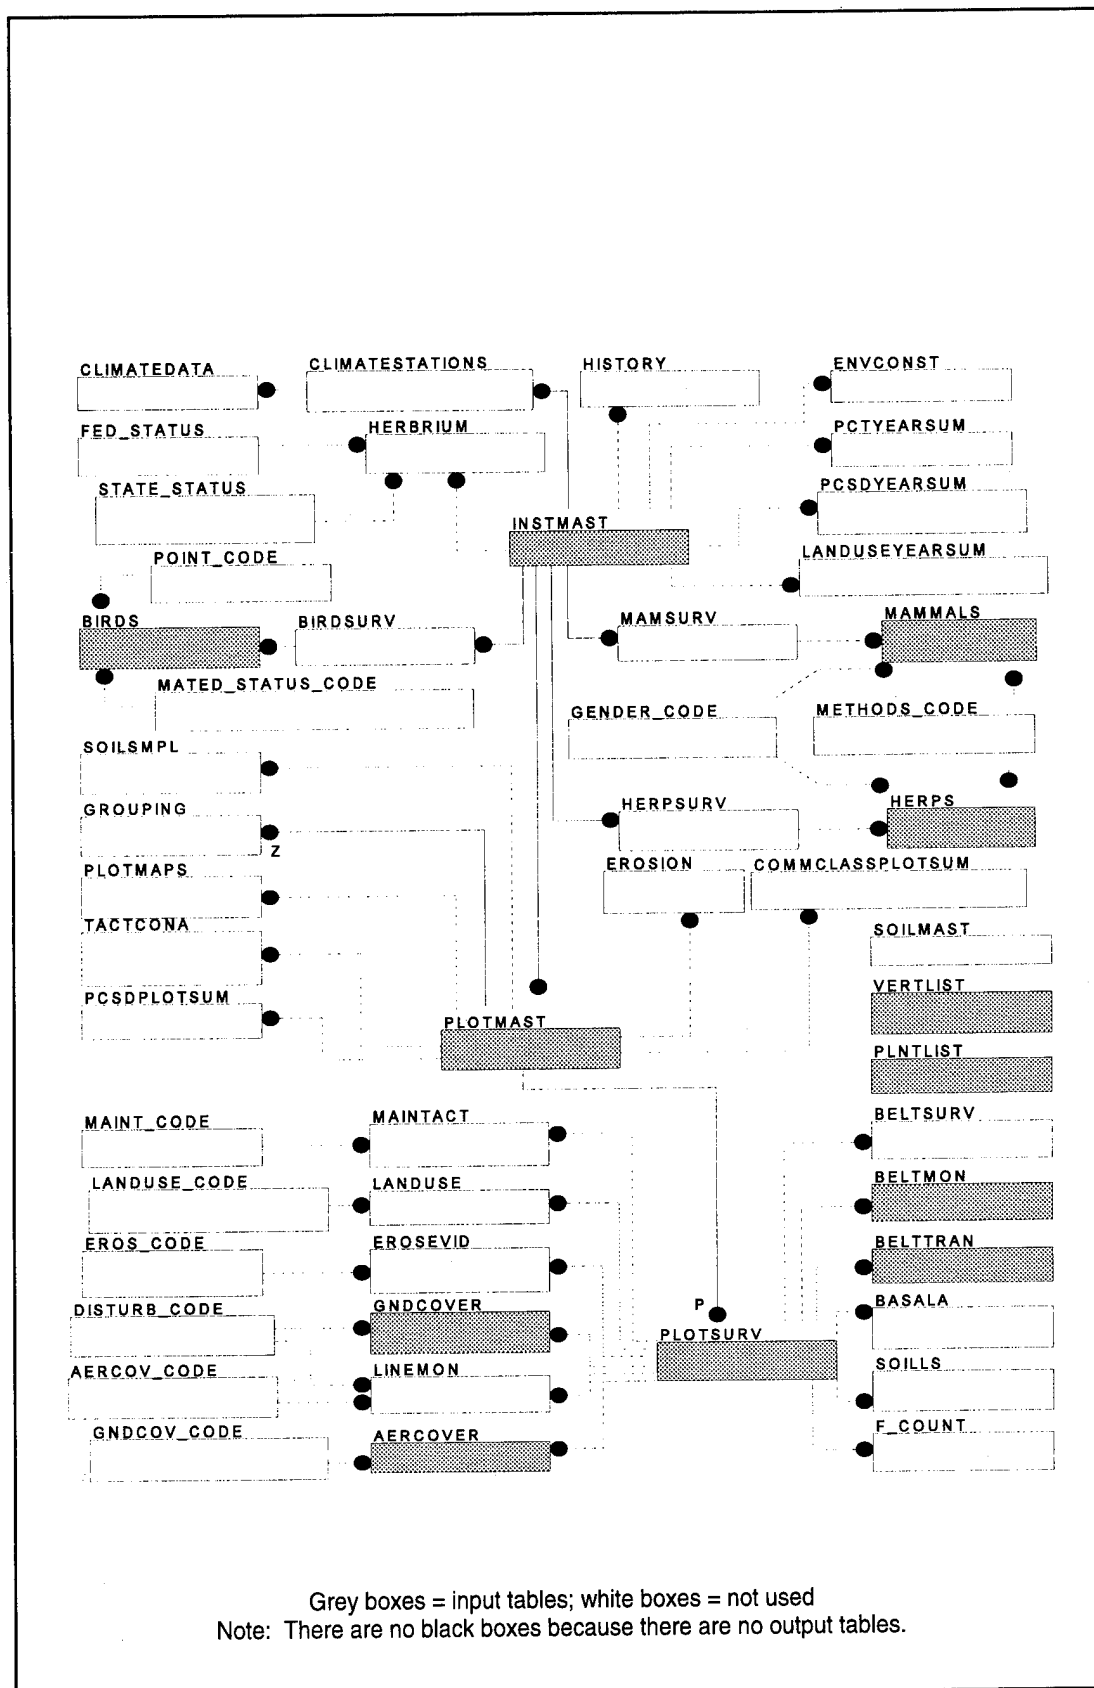 CLIMATEDATA
CLIMATESTATIONS
HISTORY
ENVCONST
FED_STATUS
HERBRIUM
PCTYEARSUM
STATE_STATUS
PCSDYEARSUM
INSTMAST
POINT_CODE
LANDUSEYEARSUM
BIRDS
BIRDSURV
MAMSURV
MAMMALS
MATED_STATUS_CODE
GENDER_CODE
METHODS_CODE
SOILSMPL
GROUPING
HERPSURV
HERPS
Z
PLOTMAPS
EROSION
COMMCLASSPLOTSUM
TACTCONA
SOILMAST
VERTLIST
PCSDPLOTSUM
PLOTMAST
PLNTLIST
MAINT_CODE
MAINTACT
BELTSURV
LANDUSE_CODE
LANDUSE
BELTMON
EROS_CODE
EROSEVID
BELTTRAN
DISTURB_CODE
GNDCOVER
P
BASALA
PLOTSURV
AERCOV_CODE
LINEMON
SOILLS
GNDCOV_CODE
AERCOVER
F_COUNT
Grey boxes = input tables; white boxes = not used
Note: There are no black boxes because there are no output tables.